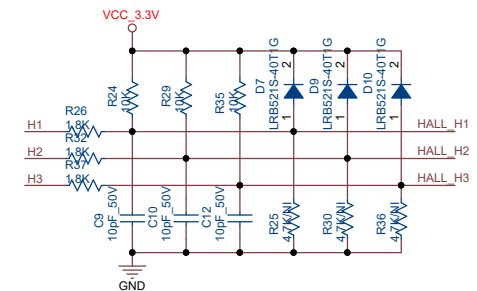 VCC_3.3V
R24
10K
R29
10K
R35
10K
D7
LRB521S-40T1G
2
1
D9
LRB521S-40T1G
2
1
D10
LRB521S-40T1G
2
1
R26
1.8K
H1
HALL_H1
R32
1.8K
H2
HALL_H2
R37
1.8K
H3
HALL_H3
C9
10pF_50V
C10
10pF_50V
C12
10pF_50V
R25
4.7K/NI
R30
4.7K/NI
R36
4.7K/NI
GND